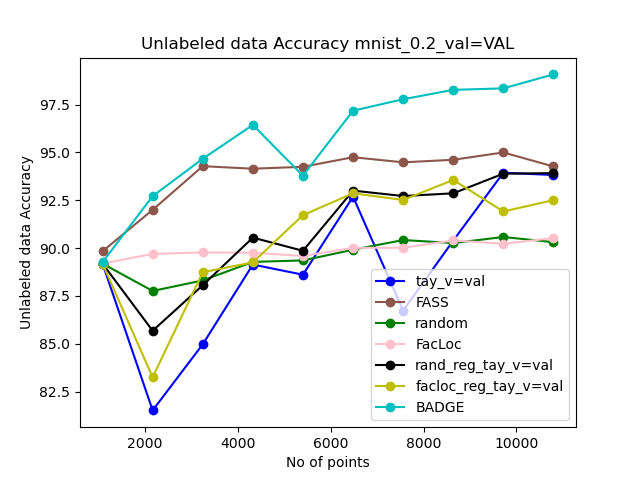 Unlabeled data Accuracy mnist_0.2_val=VAL
Unlabeled data Accuracy
97.5
95.0
92.5
90.0
87.5
85.0
82.5
2000
4000
6000
8000
10000
No of points
tay_v=val
FASS
random
FacLoc
rand_reg_tay_v=val
facloc_reg_tay_v=val
BADGE